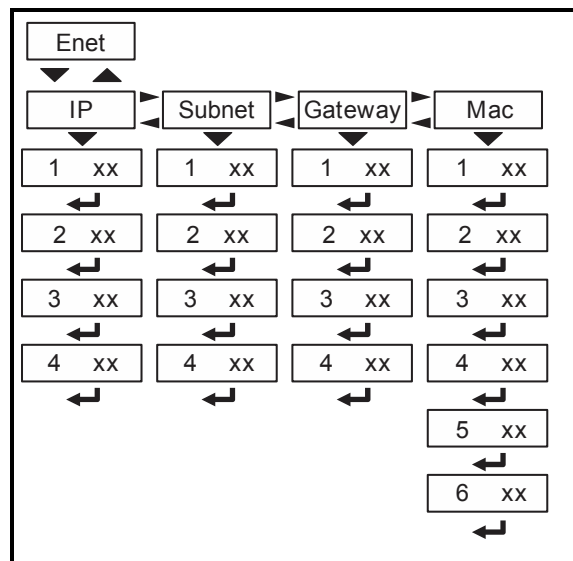 Enet
IP Subnet Gateway Mac
1 xx 1 xx 1 xx 1 xx
2 xx 2 xx 2 xx 2 xx
3 xx 3 xx 3 xx 3 xx
4 xx 4 xx 4 xx 4 xx
5 xx
6 xx